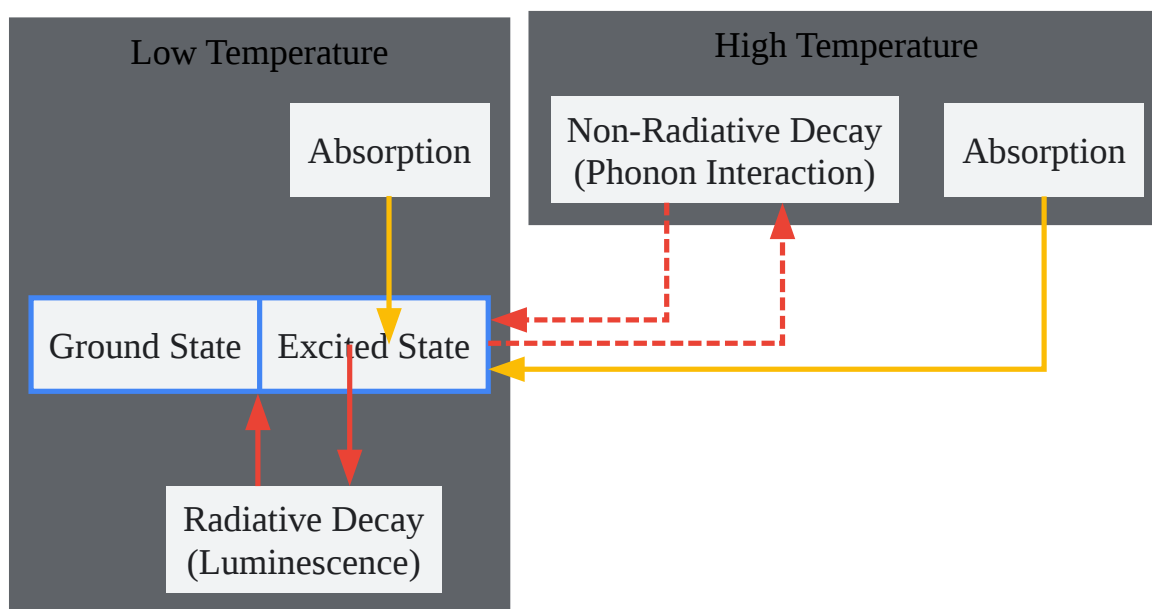 Low Temperature
Absorption
Ground State
Excited State
Radiative Decay
(Luminescence)
High Temperature
Non-Radiative Decay
(Phonon Interaction)
Absorption